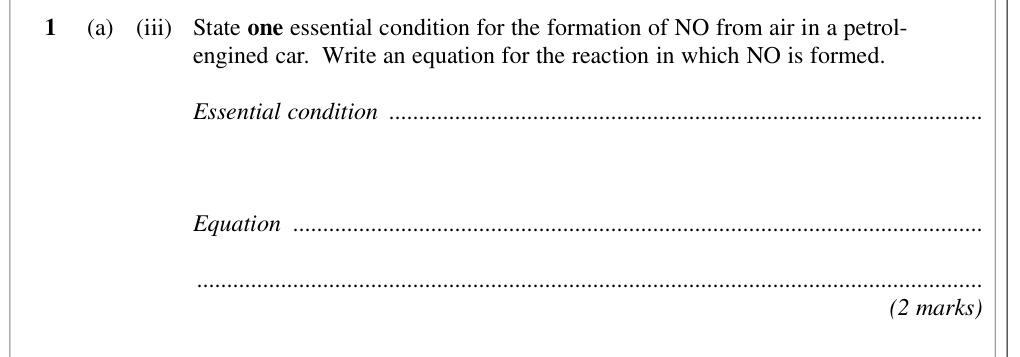 1 (a) (iii) State one essential condition for the formation of NO from air in a petrol-
engined car. Write an equation for the reaction in which NO is formed.
Essential condition ....................................................................................................
Equation ....................................................................................................................
....................................................................................................................................
(2 marks)